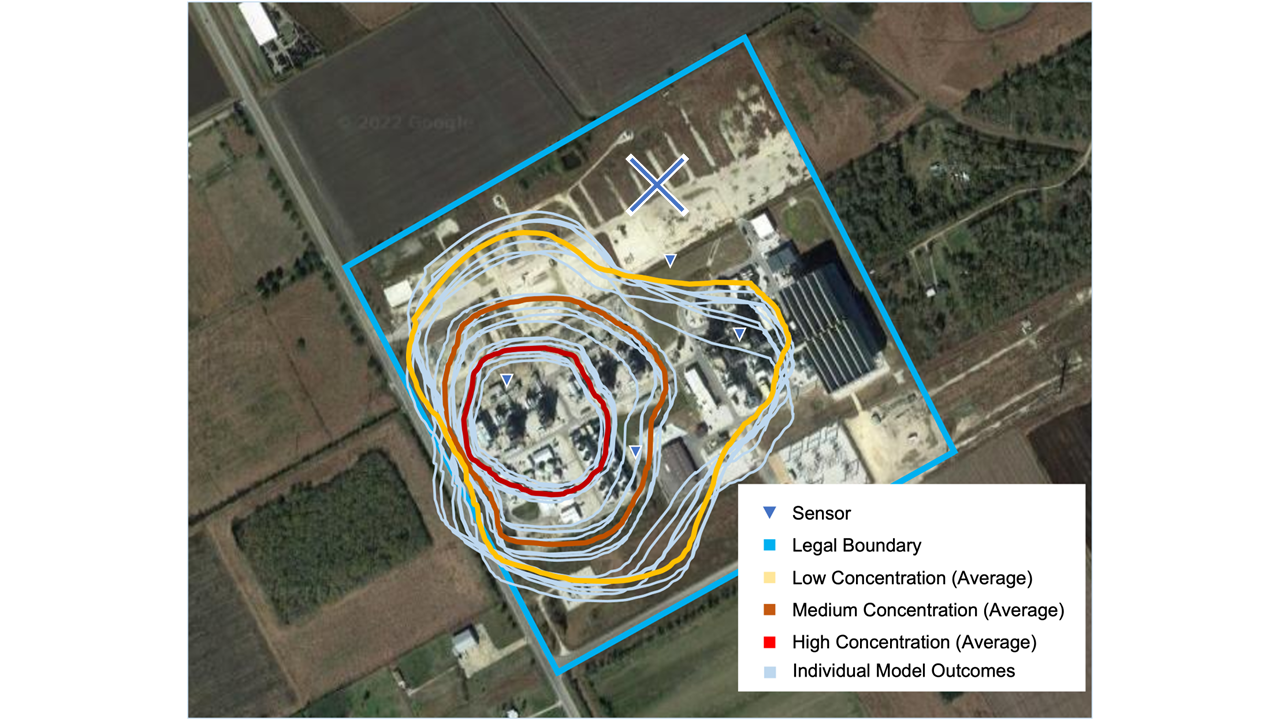 © 2022 Google
Sensor
Legal Boundary
Low Concentration (Average)
Medium Concentration (Average)
High Concentration (Average)
Individual Model Outcomes